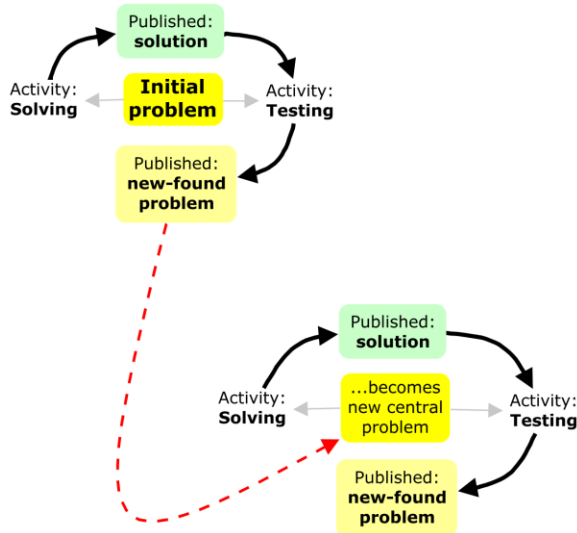 Published:
solution
Activity:
Solving
Initial
problem
Activity:
Testing
Published:
new-found
problem
Published:
solution
Activity:
Solving
...becomes
new central
problem
Activity:
Testing
Published:
new-found
problem